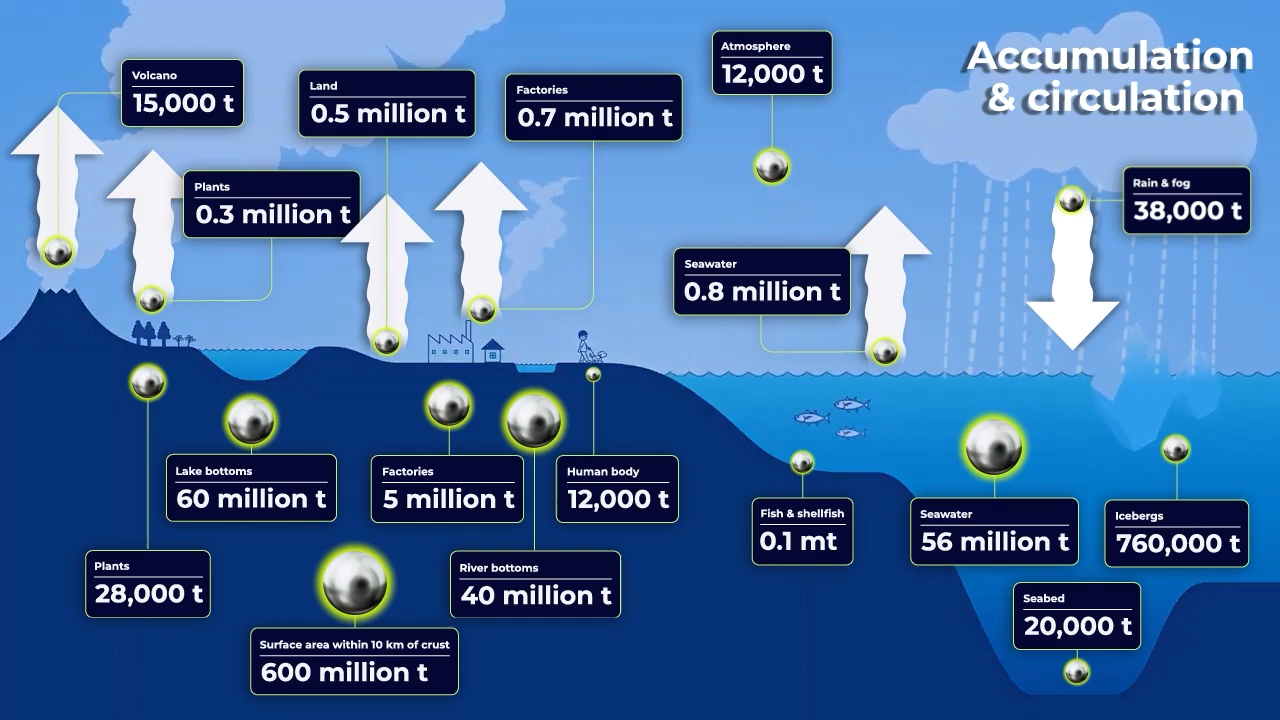 Accumulation
& circulation
Volcano
15,000 t
Plants
0.3 million t
Land
0.5 million t
Factories
0.7 million t
Atmosphere
12,000 t
Seawater
0.8 million t
Rain & fog
38,000 t
Lake bottoms
60 million t
Factories
5 million t
Human body
12,000 t
Plants
28,000 t
River bottoms
40 million t
Surface area within 10 km of crust
600 million t
Fish & shellfish
0.1 mt
Seawater
56 million t
Icebergs
760,000 t
Seabed
20,000 t